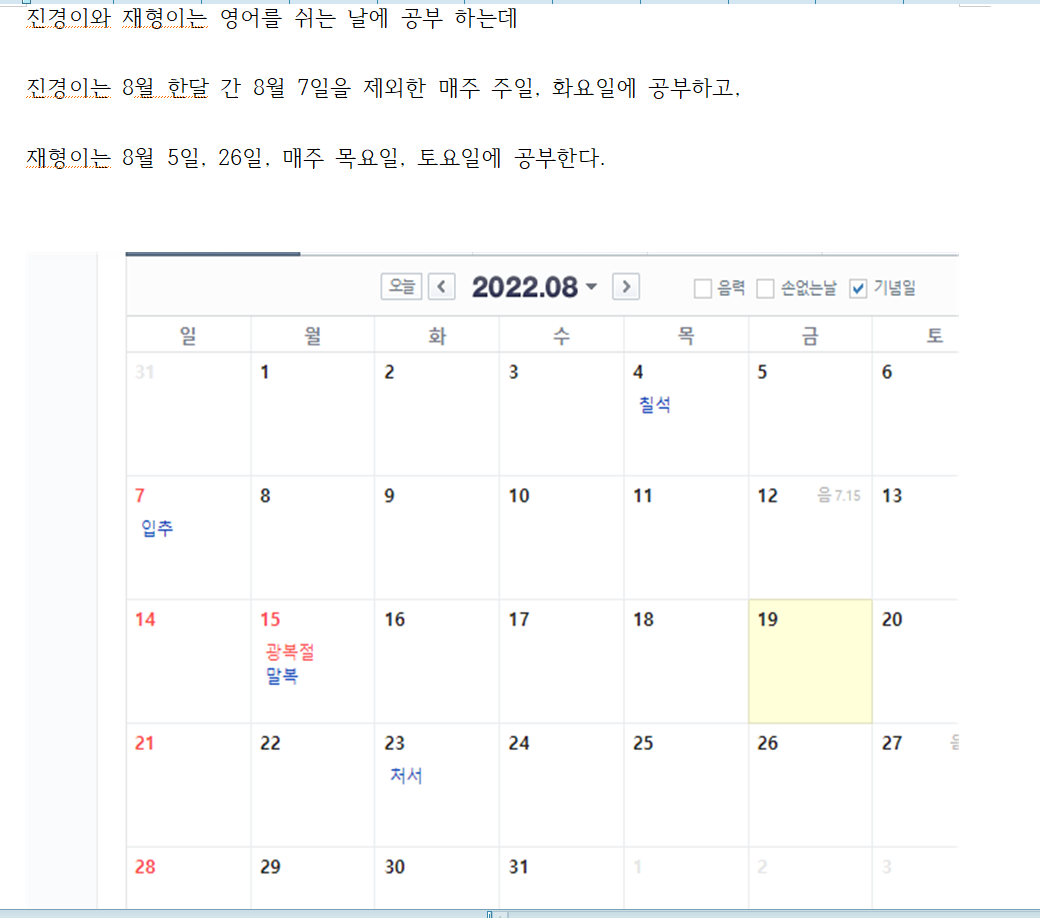 진경이와 재형이는 영어를 쉬는 날에 공부 하는데
진경이는 8월 한달 간 8월 7일을 제외한 매주 주일, 화요일에 공부하고,
재형이는 8월 5일, 26일, 매주 목요일, 토요일에 공부한다.
오늘 < 2022.08 > 음력 손없는날 기념일
일 월 화 수 목 금 토
31 1 2 3 4 5 6
칠석
7 8 9 10 11 12 음 7.15 13
입추
14 15 16 17 18 19 20
광복절
말복
21 22 23 24 25 26 27
처서
28 29 30 31 1 2 3